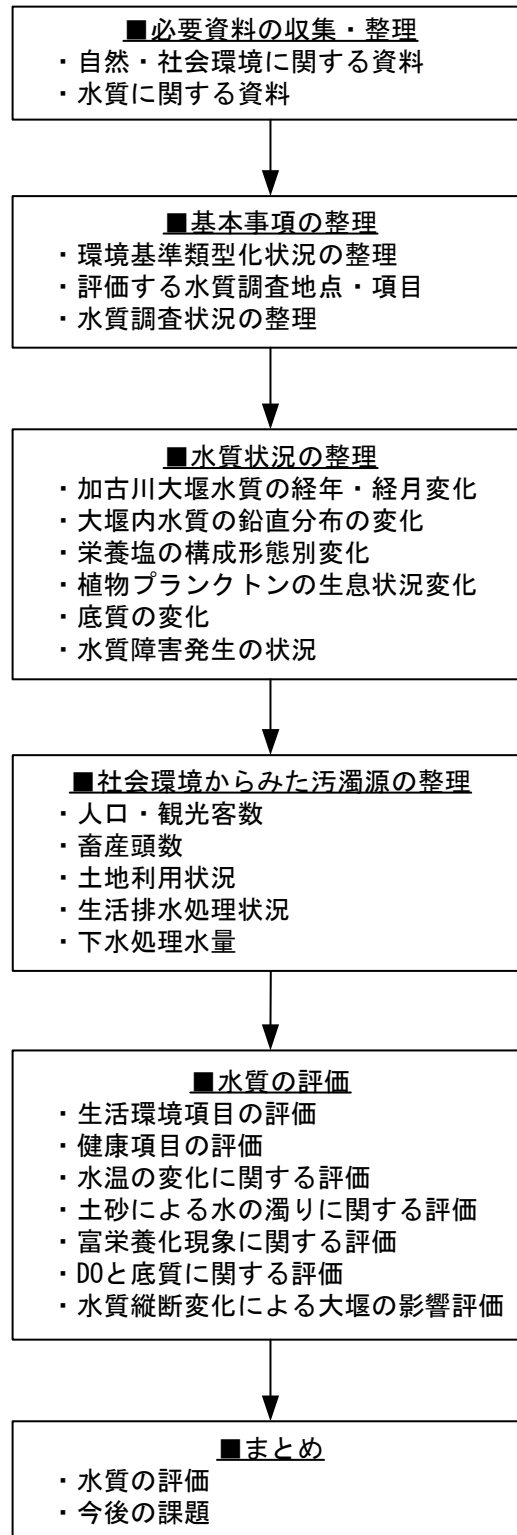 ■必要資料の収集・整理
・自然・社会環境に関する資料
・水質に関する資料
■基本事項の整理
・環境基準類型化状況の整理
・評価する水質調査地点・項目
・水質調査状況の整理
■水質状況の整理
・加古川大堰水質の経年・経月変化
・大堰内水質の鉛直分布の変化
・栄養塩の構成形態別変化
・植物プランクトンの生息状況変化
・底質の変化
・水質障害発生の状況
■社会環境からみた汚濁源の整理
・人口・観光客数
・畜産頭数
・土地利用状況
・生活排水処理状況
・下水処理水量
■水質の評価
・生活環境項目の評価
・健康項目の評価
・水温の変化に関する評価
・土砂による水の濁りに関する評価
・富栄養化現象に関する評価
・DOと底質に関する評価
・水質縦断変化による大堰の影響評価
■まとめ
・水質の評価
・今後の課題